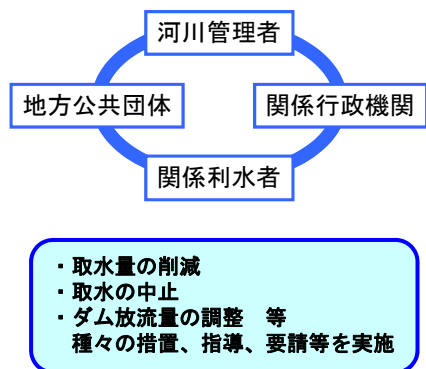 河川管理者
地方公共団体
関係行政機関
関係利水者
・取水量の削減
・取水の中止
・ダム放流量の調整　等
種々の措置、指導、要請等を実施